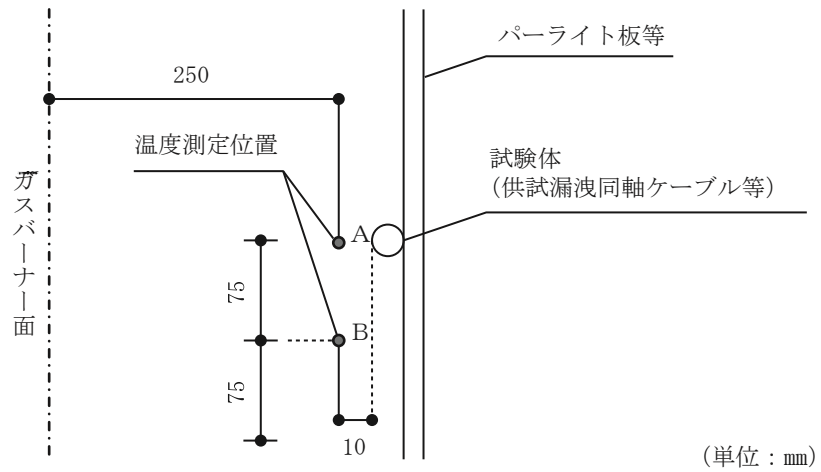 パーライト板等
250
温度測定位置
試験体
(供試漏洩同軸ケーブル等)
ガスバーナー面
A
75
B
75
10
(単位：㎜)